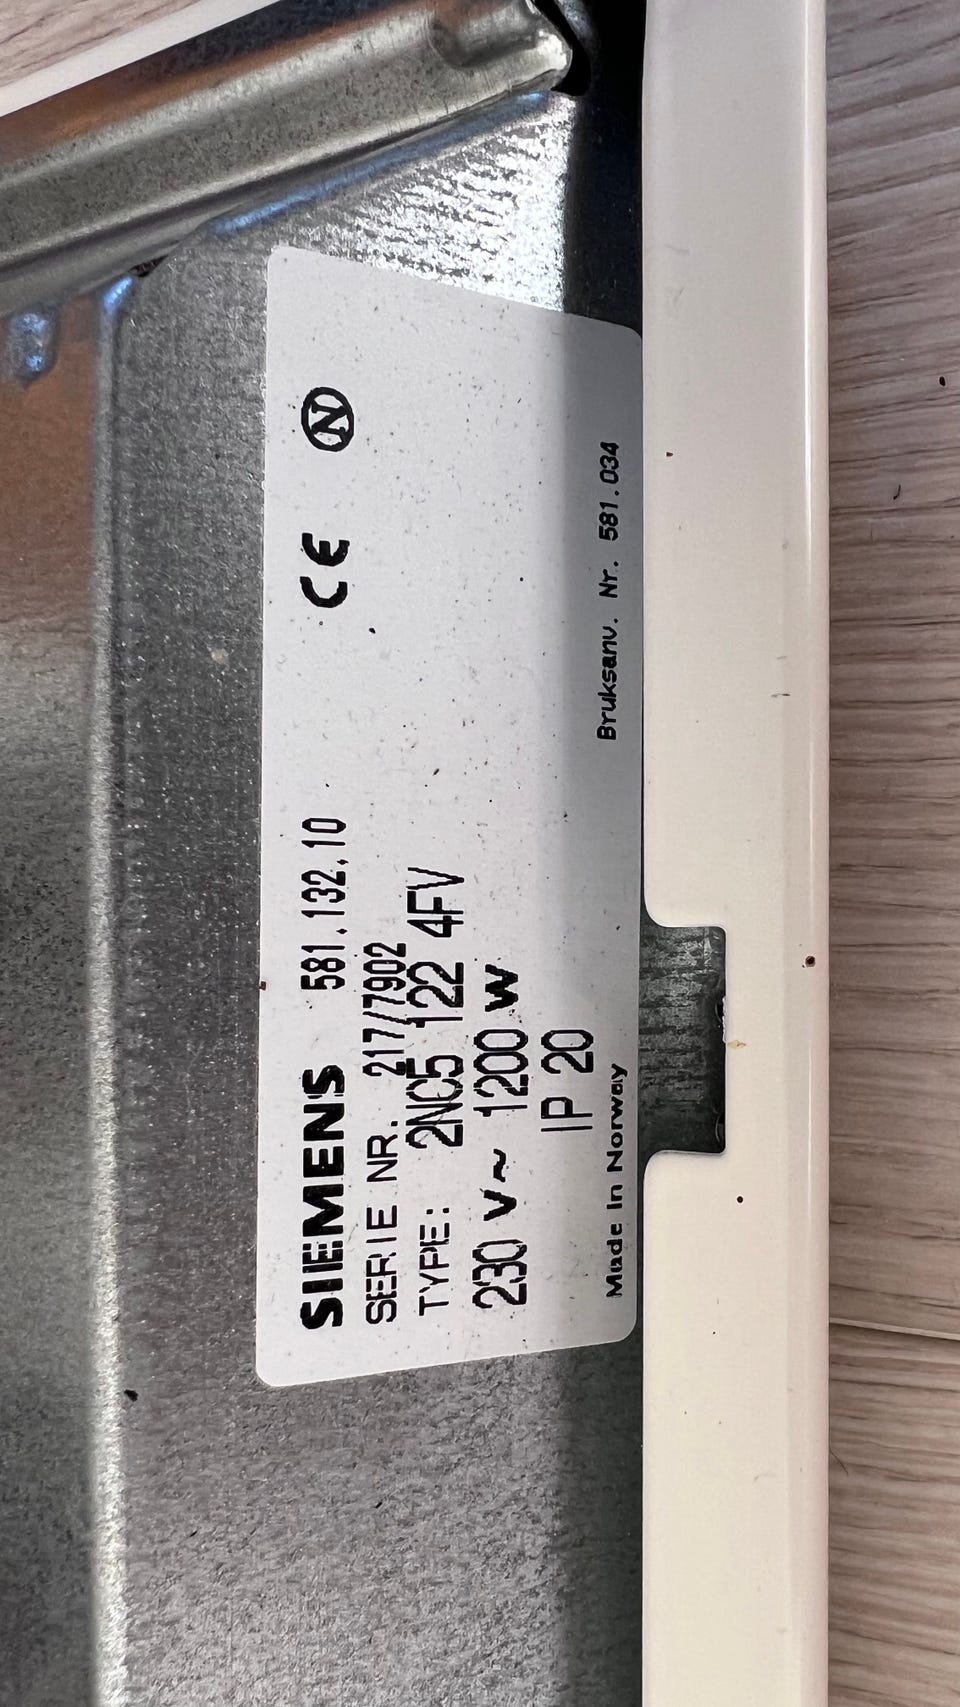 SIEMENS 581.132.10 CE N
SERIE NR. 217/7902
TYPE: 2NC5 122 4FV
230 V~ 1200 W
IP 20
Made In Norway Bruksanv. Nr. 581.034